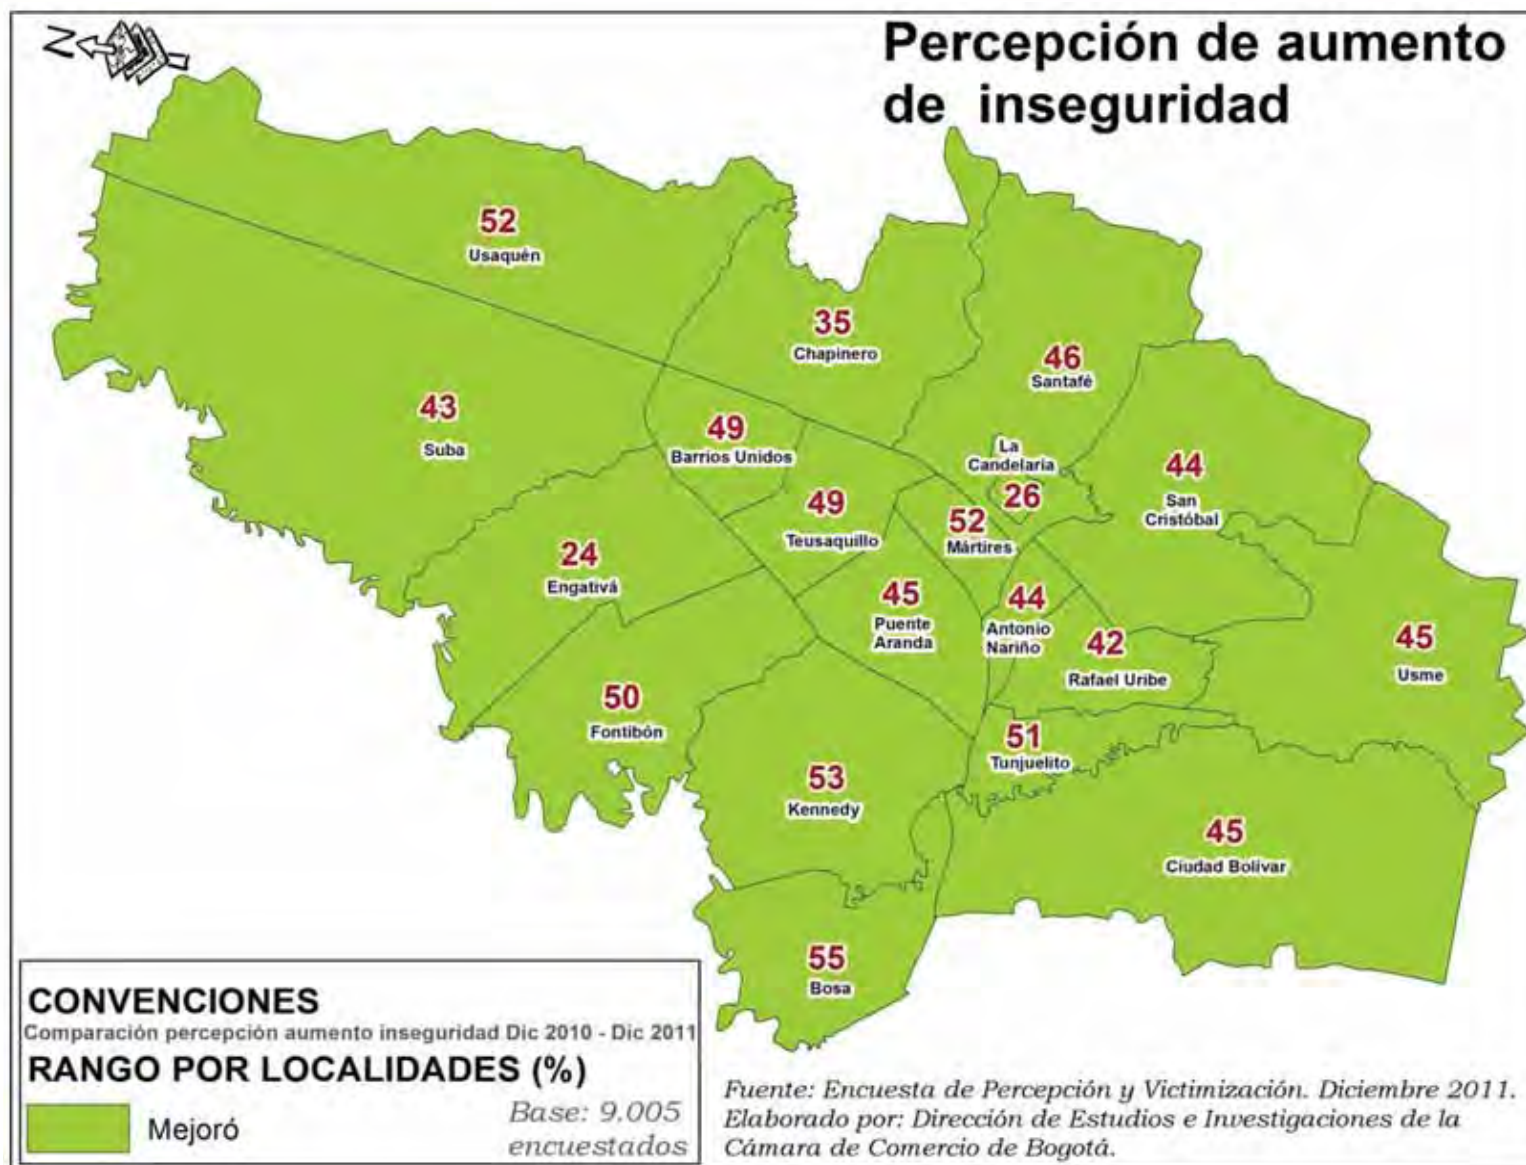 N
Percepción de aumento
de inseguridad
52
Usaquén
35
Chapinero
46
Santafé
43
Suba
49
Barrios Unidos
La
Candelaria
26
44
San
Cristóbal
49
Teusaquillo
52
Mártires
24
Engativá
45
Puente
Aranda
44
Antonio
Nariño
42
Rafael Uribe
45
Usme
50
Fontibón
51
Tunjuelito
53
Kennedy
45
Ciudad Bolívar
55
Bosa
CONVENCIONES
Comparación percepción aumento inseguridad Dic 2010 - Dic 2011
RANGO POR LOCALIDADES (%)
Mejoró
Base: 9.005
encuestados
Fuente: Encuesta de Percepción y Victimización. Diciembre 2011.
Elaborado por: Dirección de Estudios e Investigaciones de la
Cámara de Comercio de Bogotá.